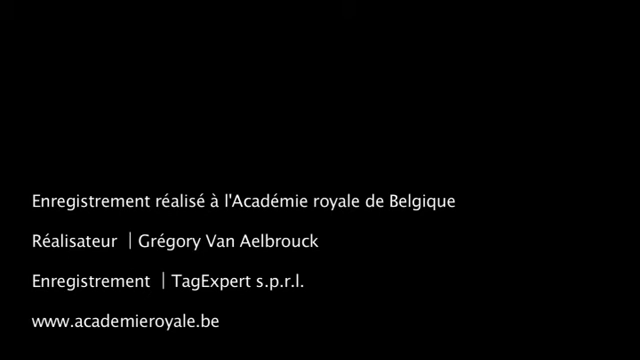 Enregistrement réalisé à l'Académie royale de Belgique
Réalisateur | Grégory Van Aelbrouck
Enregistrement | TagExpert s.p.r.l.
www.academieroyale.be